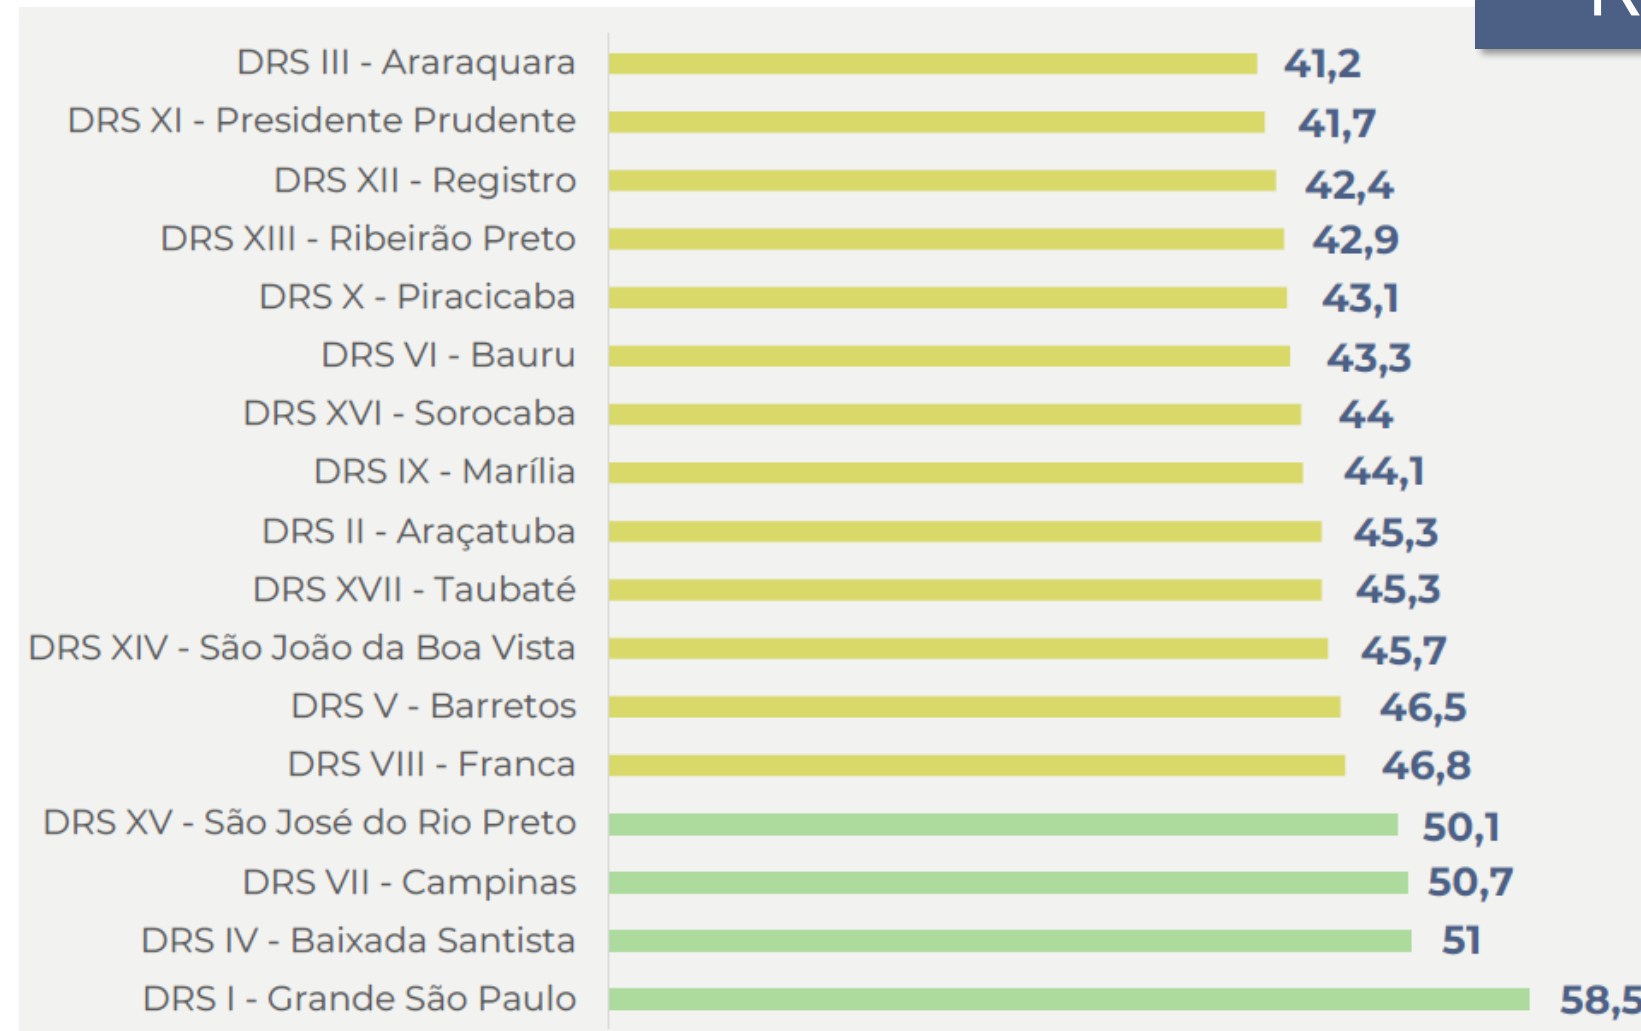 DRS III - Araraquara 41,2
DRS XI - Presidente Prudente 41,7
DRS XII - Registro 42,4
DRS XIII - Ribeirão Preto 42,9
DRS X - Piracicaba 43,1
DRS VI - Bauru 43,3
DRS XVI - Sorocaba 44
DRS IX - Marília 44,1
DRS II - Araçatuba 45,3
DRS XVII - Taubaté 45,3
DRS XIV - São João da Boa Vista 45,7
DRS V - Barretos 46,5
DRS VIII - Franca 46,8
DRS XV - São José do Rio Preto 50,1
DRS VII - Campinas 50,7
DRS IV - Baixada Santista 51
DRS I - Grande São Paulo 58,5